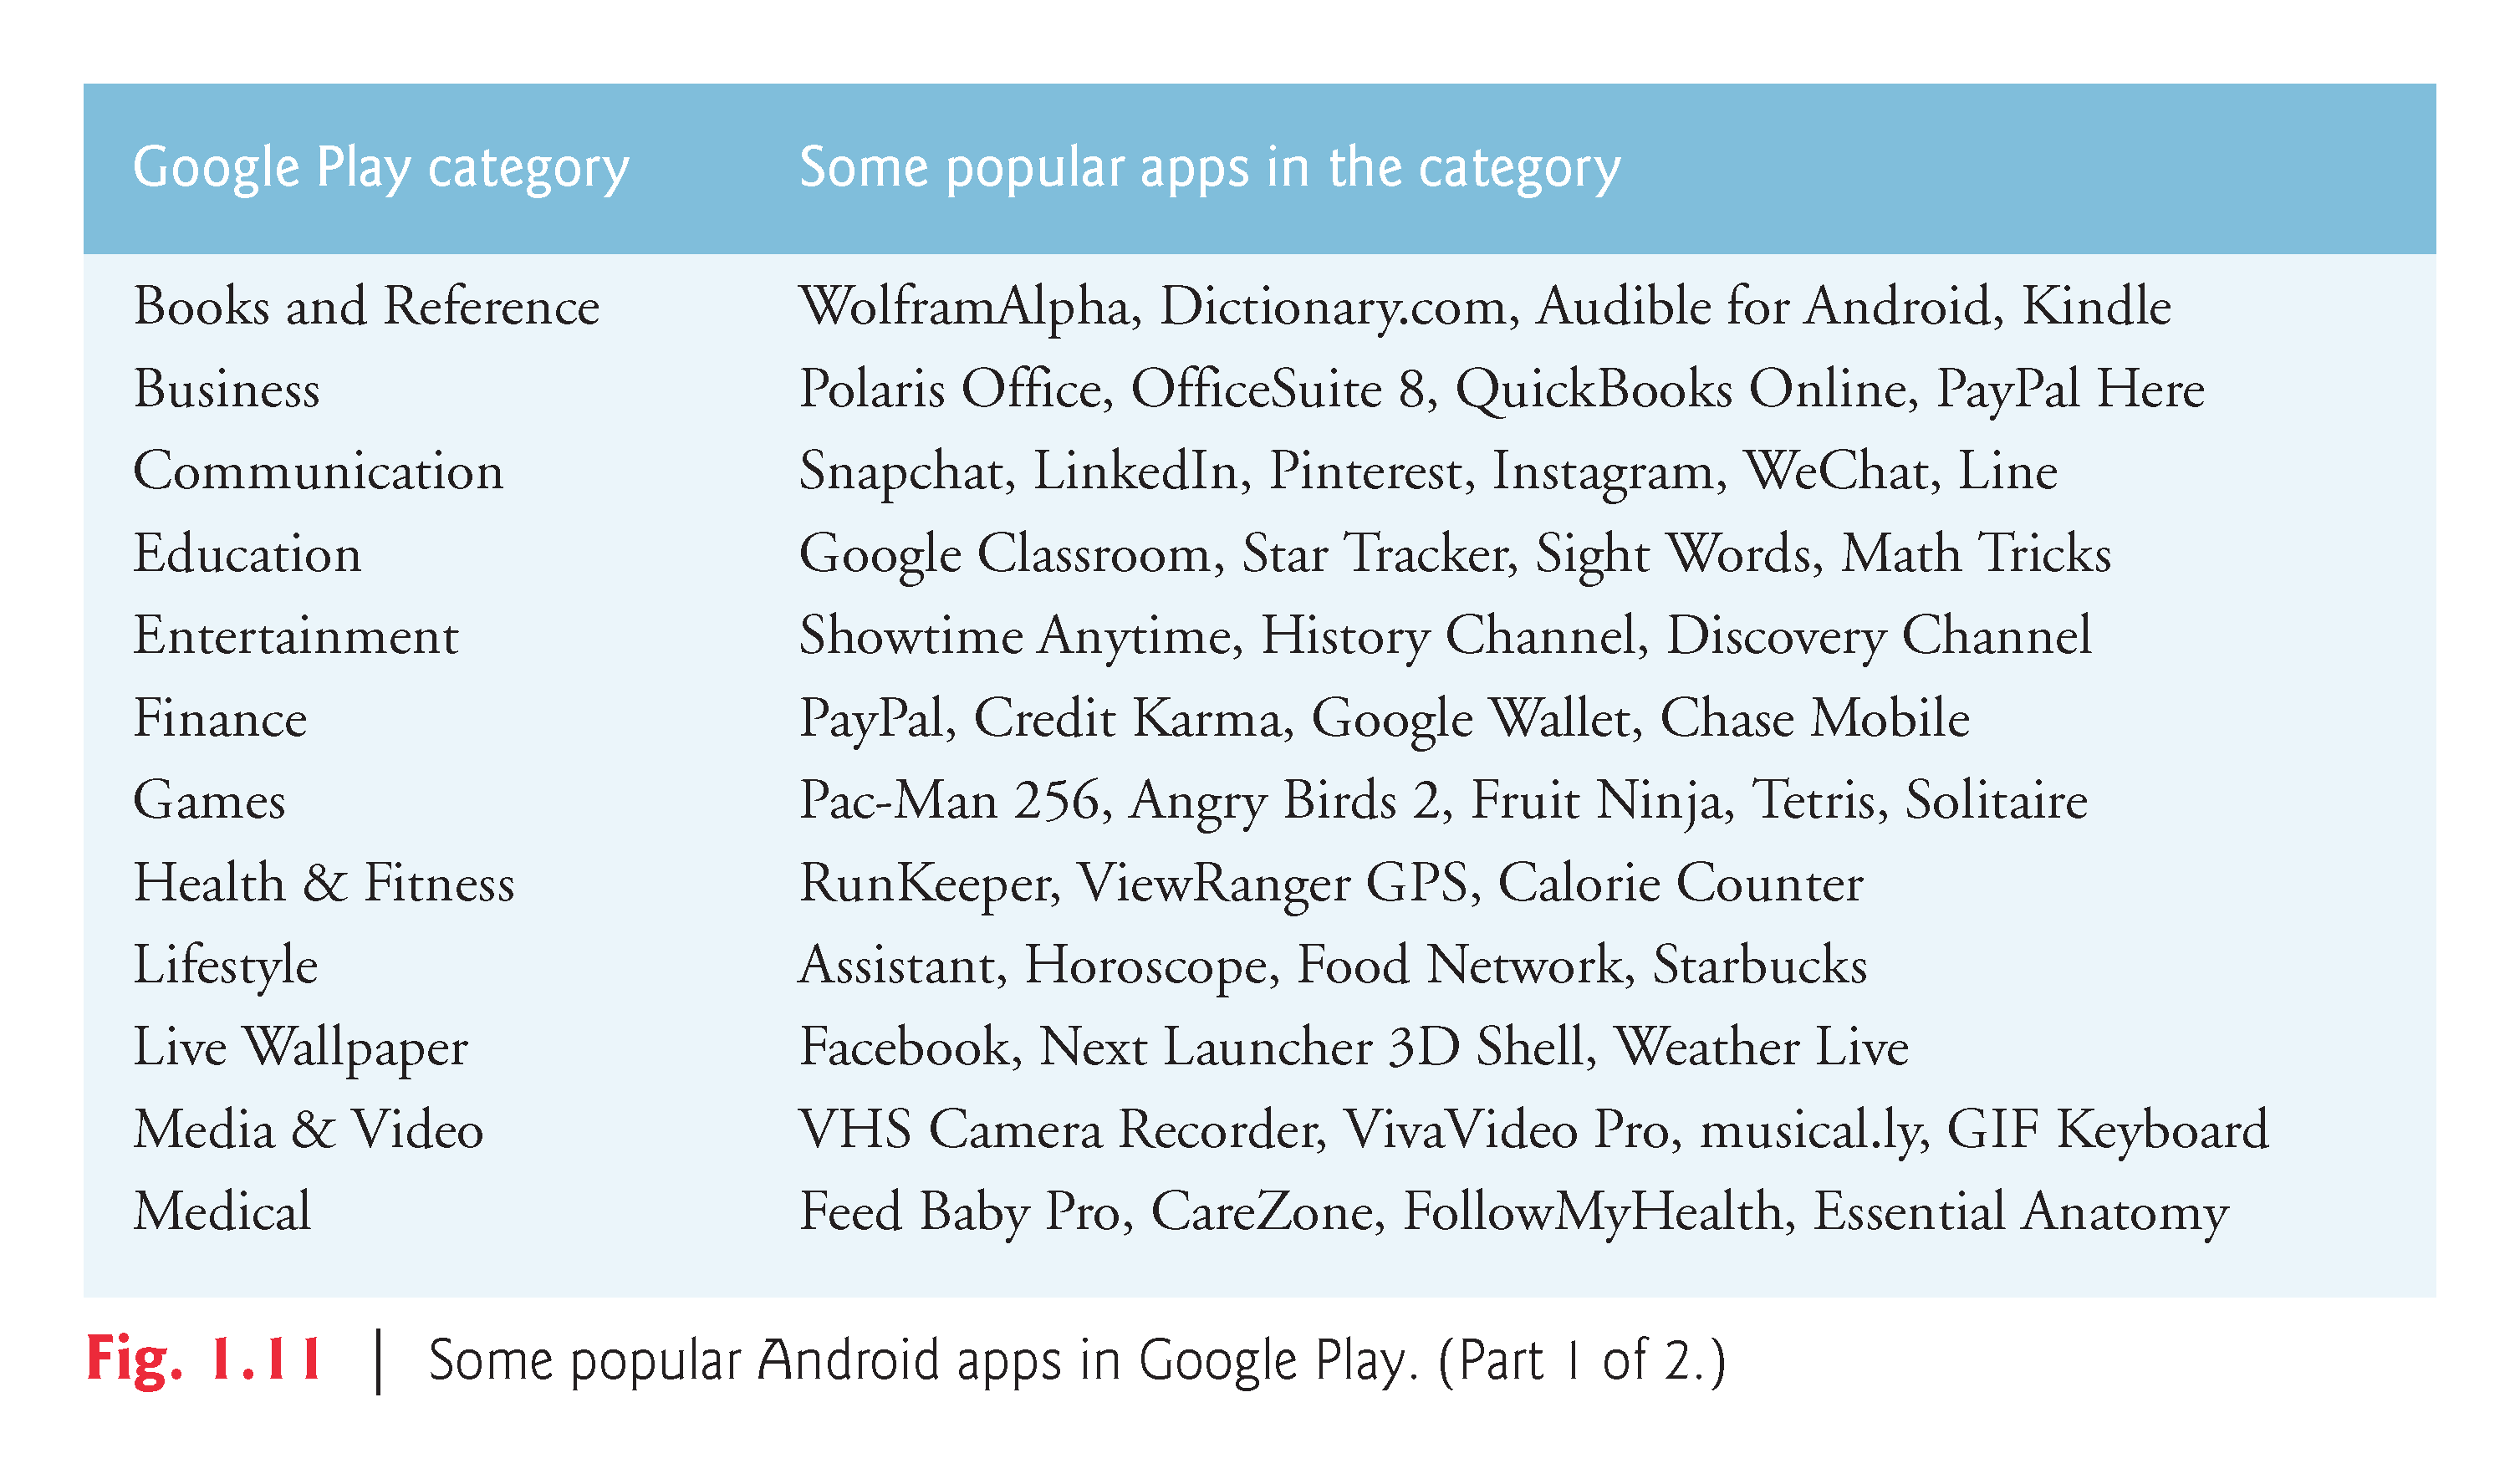 Google Play category Some popular apps in the category
Books and Reference WolframAlpha, Dictionary.com, Audible for Android, Kindle
Business Polaris Office, OfficeSuite 8, QuickBooks Online, PayPal Here
Communication Snapchat, LinkedIn, Pinterest, Instagram, WeChat, Line
Education Google Classroom, Star Tracker, Sight Words, Math Tricks
Entertainment Showtime Anytime, History Channel, Discovery Channel
Finance PayPal, Credit Karma, Google Wallet, Chase Mobile
Games Pac-Man 256, Angry Birds 2, Fruit Ninja, Tetris, Solitaire
Health & Fitness RunKeeper, ViewRanger GPS, Calorie Counter
Lifestyle Assistant, Horoscope, Food Network, Starbucks
Live Wallpaper Facebook, Next Launcher 3D Shell, Weather Live
Media & Video VHS Camera Recorder, VivaVideo Pro, musical.ly, GIF Keyboard
Medical Feed Baby Pro, CareZone, FollowMyHealth, Essential Anatomy
Fig. 1.11 | Some popular Android apps in Google Play. (Part 1 of 2.)